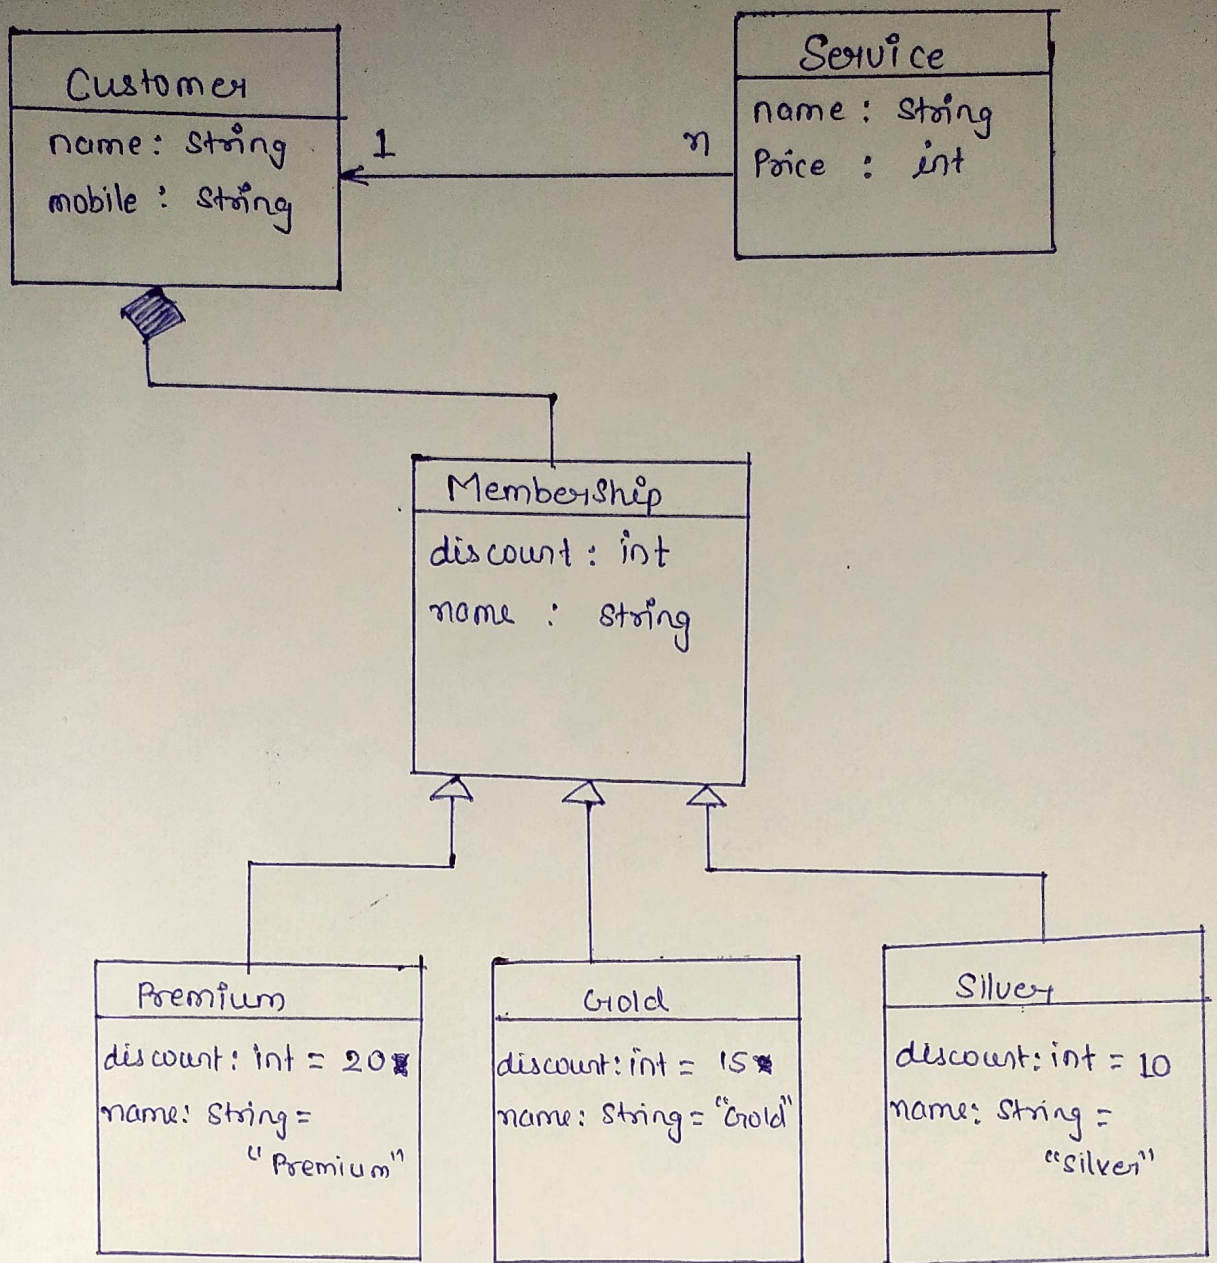 Customer
name: string
mobile: string
1
n
Service
name: string
Price : int
Membership
discount: int
name : string
Premium
discount: int = 20
name: string =
"Premium"
Gold
discount: int = 15
name: string = "Gold"
Silver
discount: int = 10
name: string =
"silver"